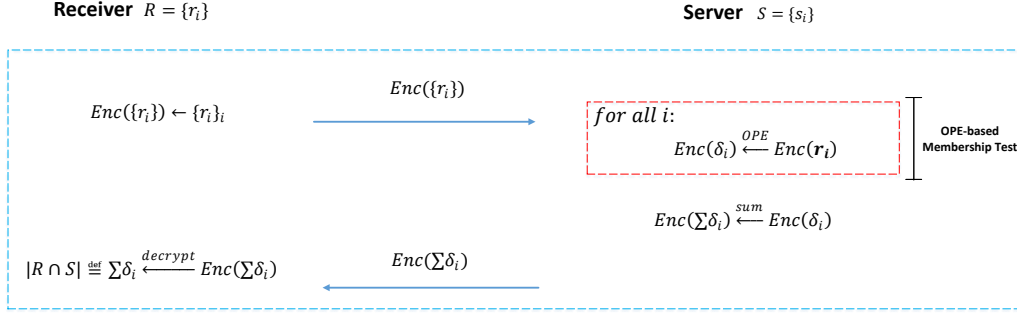 Receiver R = {r_i}
Server S = {s_i}
Enc({r_i}) ← {r_i}_i
Enc({r_i})
for all i:
Enc(δ_i) ←^{OPE} Enc(𝒓_𝒊)
OPE-based
Membership Test
Enc(∑δ_i) ←^{sum} Enc(δ_i)
|R ∩ S| ≝ ∑δ_i ←^{decrypt} Enc(∑δ_i)
Enc(∑δ_i)